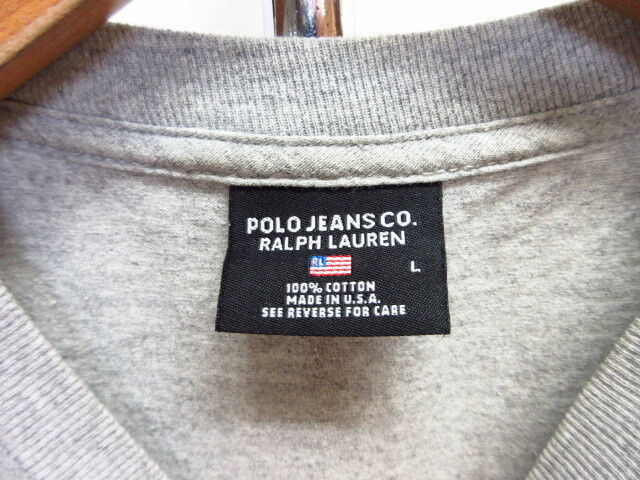 POLO JEANS CO.
RALPH LAUREN
RL
L
100% COTTON
MADE IN U.S.A.
SEE REVERSE FOR CARE